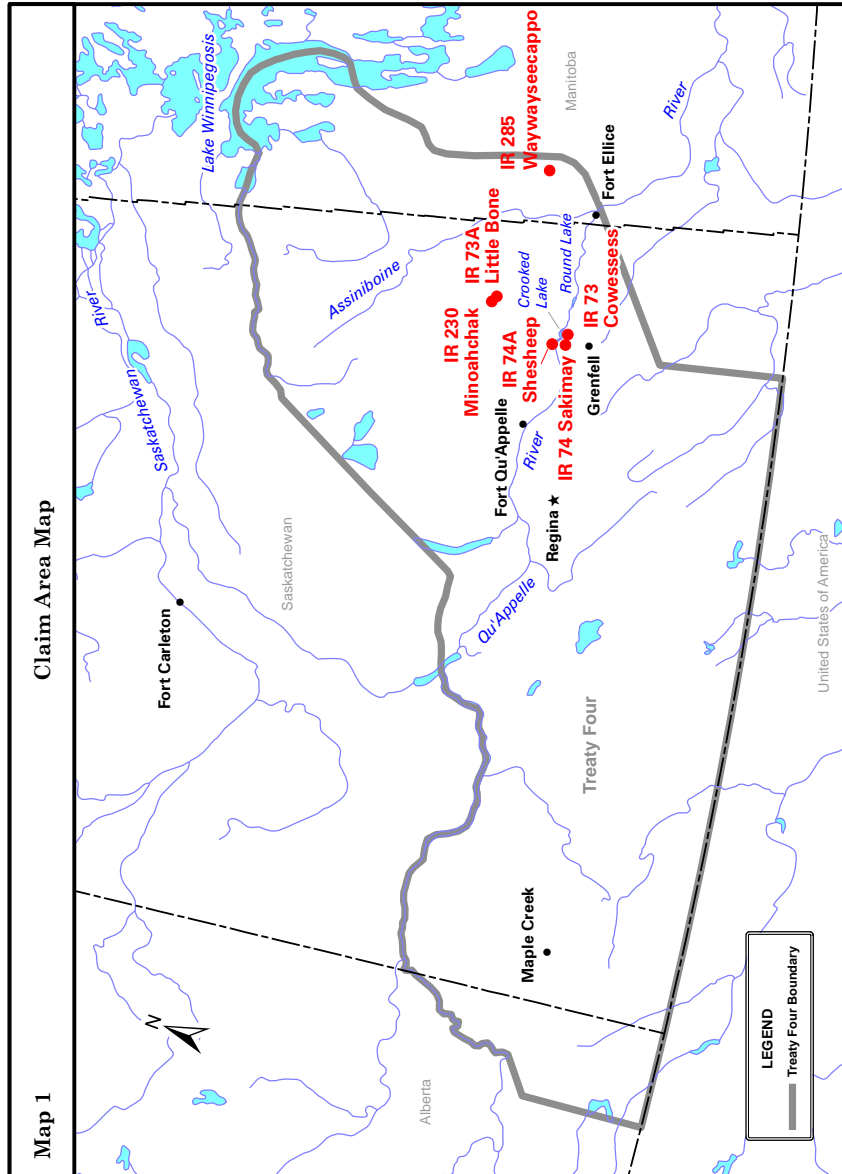 Map 1
Claim Area Map
N
Lake Winnipegosis
River
Saskatchewan
Fort Carleton
Saskatchewan
Alberta
Manitoba
Assiniboine
IR 285
Waywayseecappo
IR 73A
Little Bone
IR 230
Minoahchak
IR 74A
Shesheep
Crooked
Lake
Round Lake
River
Fort Ellice
IR 73
Cowessess
IR 74 Sakimay
Grenfell
Fort Qu'Appelle
River
Regina
Qu'Appelle
Treaty Four
Maple Creek
United States of America
LEGEND
Treaty Four Boundary